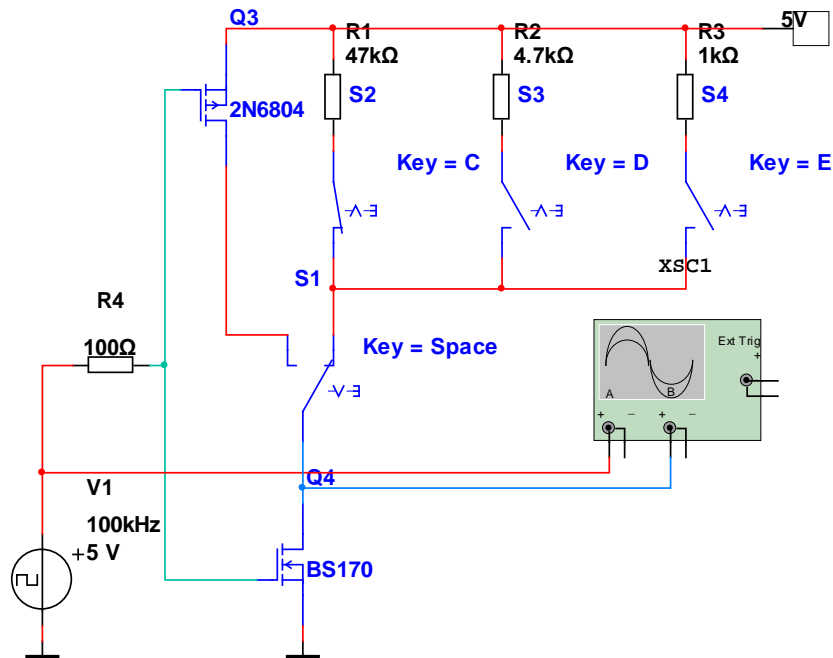 Q3
R1
R2
R3
5V
47kΩ
4.7kΩ
1kΩ
2N6804
S2
S3
S4
Key = C
Key = D
Key = E
S1
XSC1
R4
100Ω
Key = Space
Ext Trig
+
A
B
+
−
+
−
V1
Q4
100kHz
+5 V
BS170